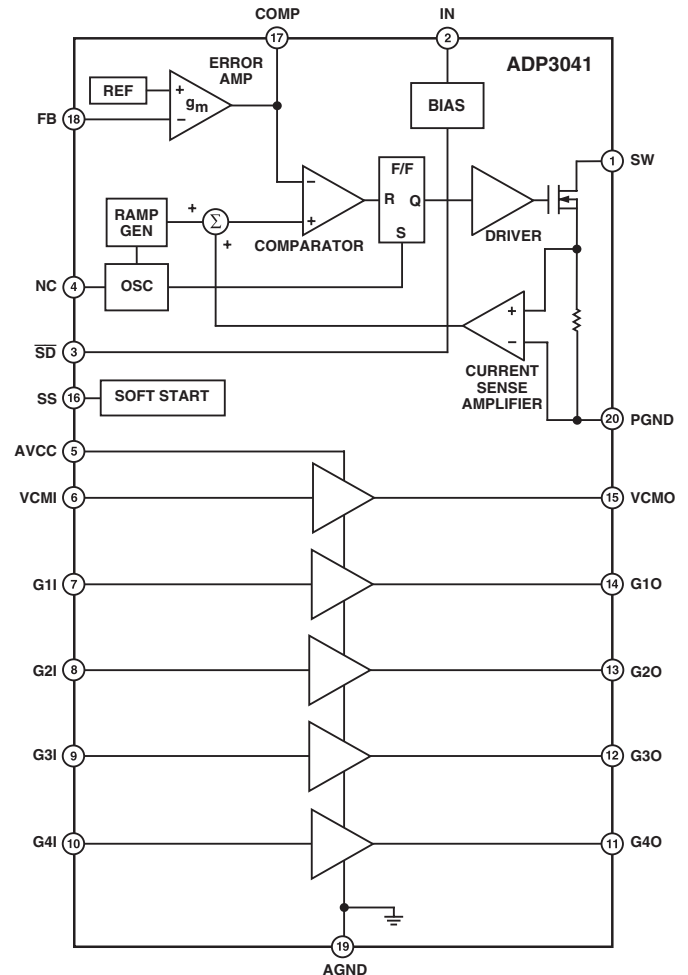 COMP
IN
17
2
ADP3041
ERROR
AMP
REF
+
gm
−
BIAS
FB
18
1
SW
F/F
R Q
S
−
+
COMPARATOR
DRIVER
RAMP
GEN
+
Σ
+
NC
4
OSC
+
−
CURRENT
SENSE
AMPLIFIER
SD
3
SS
16
SOFT START
20
PGND
AVCC
5
VCMI
6
15
VCMO
G1I
7
14
G1O
G2I
8
13
G2O
G3I
9
12
G3O
G4I
10
11
G4O
19
AGND